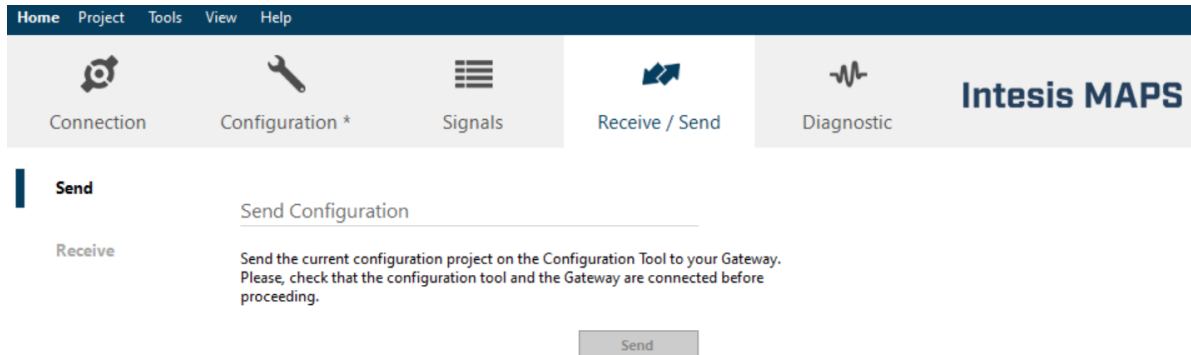 Home Project Tools View Help
Connection Configuration * Signals Receive / Send Diagnostic Intesis MAPS
Send
Send Configuration
Receive
Send the current configuration project on the Configuration Tool to your Gateway.
Please, check that the configuration tool and the Gateway are connected before
proceeding.
Send